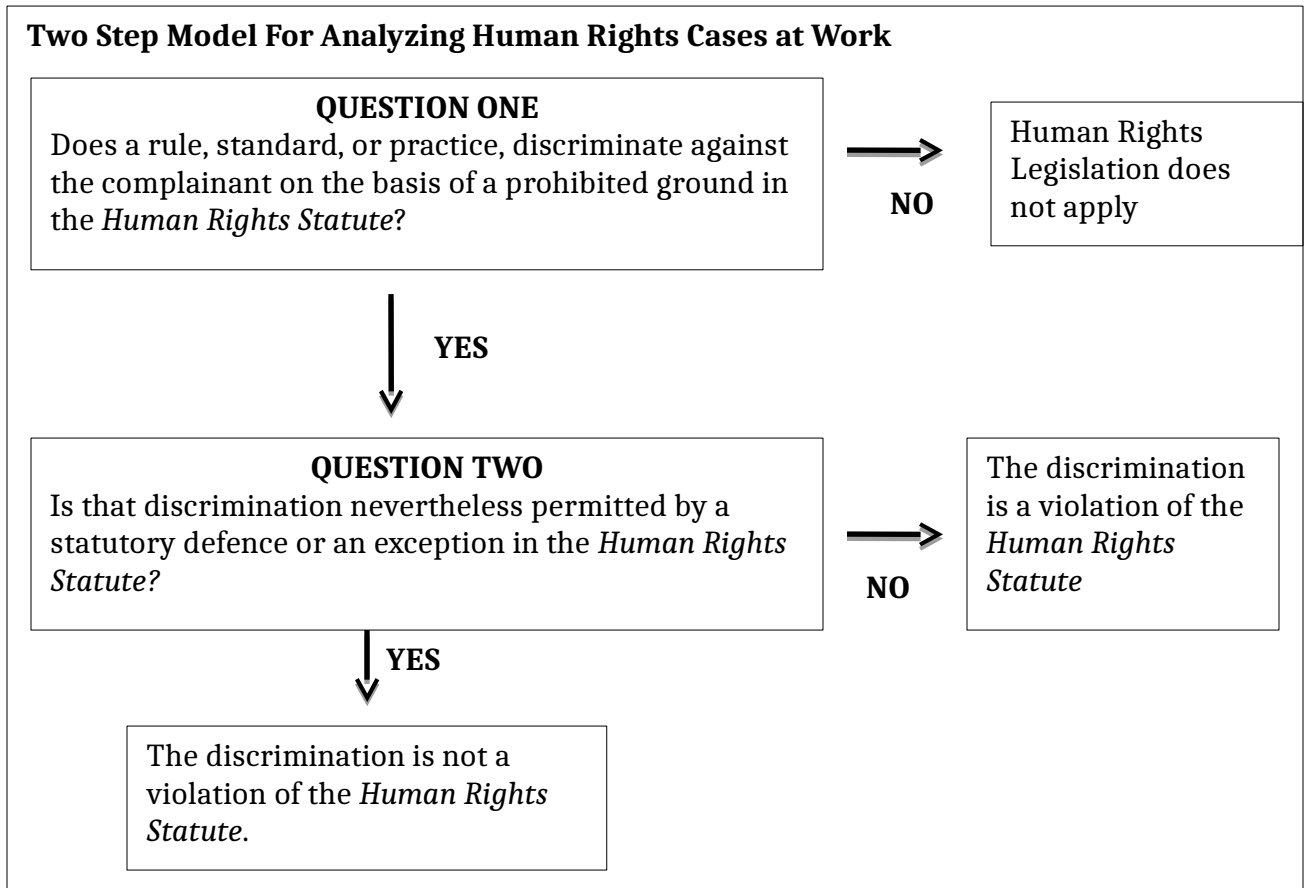 Two Step Model For Analyzing Human Rights Cases at Work
QUESTION ONE
Does a rule, standard, or practice, discriminate against
the complainant on the basis of a prohibited ground in
the Human Rights Statute?
NO
Human Rights
Legislation does
not apply
YES
QUESTION TWO
Is that discrimination nevertheless permitted by a
statutory defence or an exception in the Human Rights
Statute?
NO
The discrimination
is a violation of the
Human Rights
Statute
YES
The discrimination is not a
violation of the Human Rights
Statute.